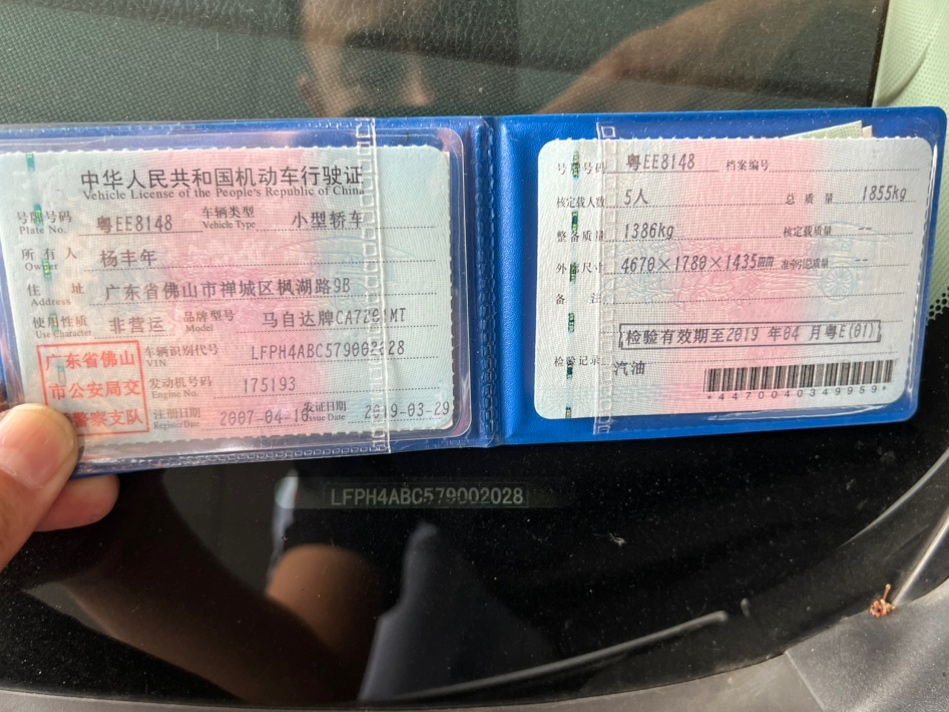 中华人民共和国机动车行驶证
Vehicle License of the People's Republic of China
号牌号码 粤EE8148 车辆类型 小型轿车
Plate No. Vehicle Type
所有人 杨丰年
Owner
住址 广东省佛山市禅城区枫湖路9B
Address
使用性质 非营运 品牌型号 马自达牌CA7201MT
Use Character Model
广东省佛山
市公安局交
警察支队
车辆识别代号 LFPH4ABC579002028
VIN
发动机号码 175193
Engine No.
注册日期 2007-04-10 发证日期 2019-03-29
Register Date Issue Date
号牌号码 粤EE8148 档案编号
核定载人数 5人 总质量 1855kg
整备质量 1386kg 核定载质量 --
外廓尺寸 4670×1780×1435mm 准牵引总质量 --
备注
检验有效期至2019年04月粤E(01)
检验记录
汽油
*4470040349959*
LFPH4ABC579002028